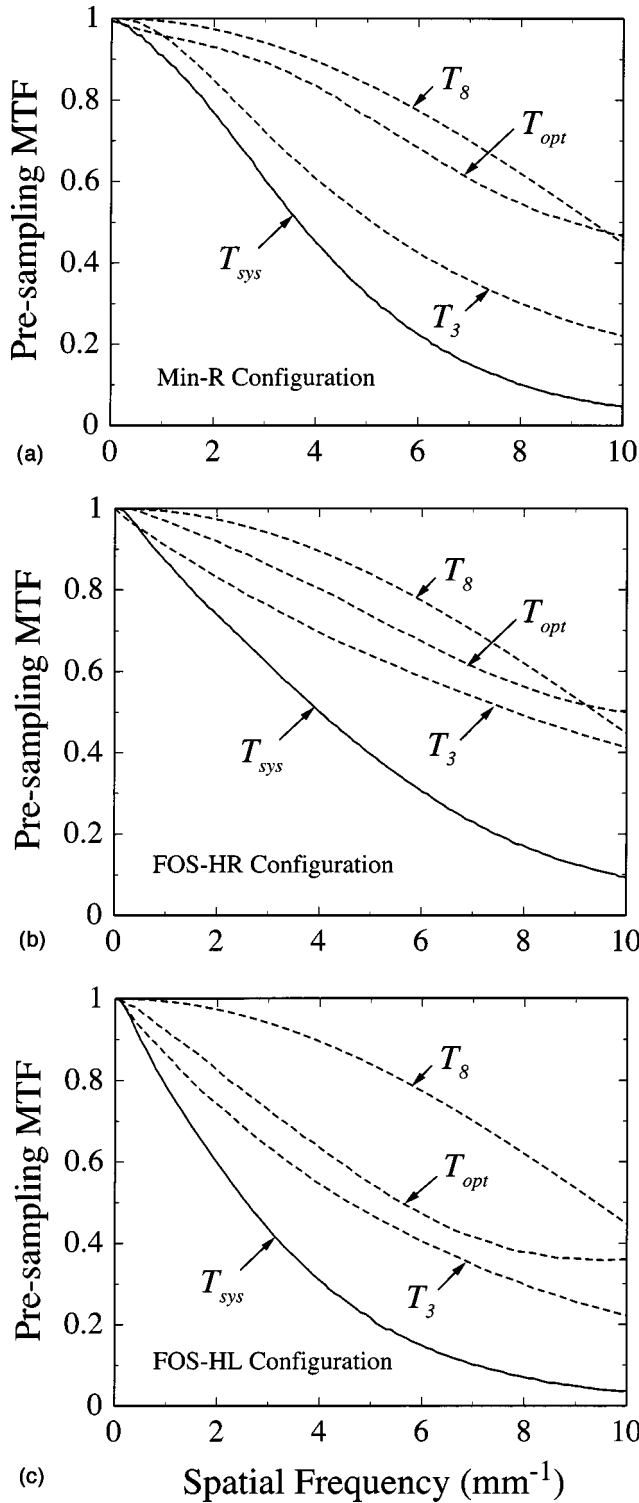 1
0.8
0.6
0.4
0.2
0
Pre-sampling MTF
T8
Topt
Tsys
T3
Min-R Configuration
0 2 4 6 8 10
(a)
1
0.8
0.6
0.4
0.2
0
Pre-sampling MTF
T8
Topt
Tsys
T3
FOS-HR Configuration
0 2 4 6 8 10
(b)
1
0.8
0.6
0.4
0.2
0
Pre-sampling MTF
T8
Topt
Tsys
T3
FOS-HL Configuration
0 2 4 6 8 10
(c)
Spatial Frequency (mm⁻¹)